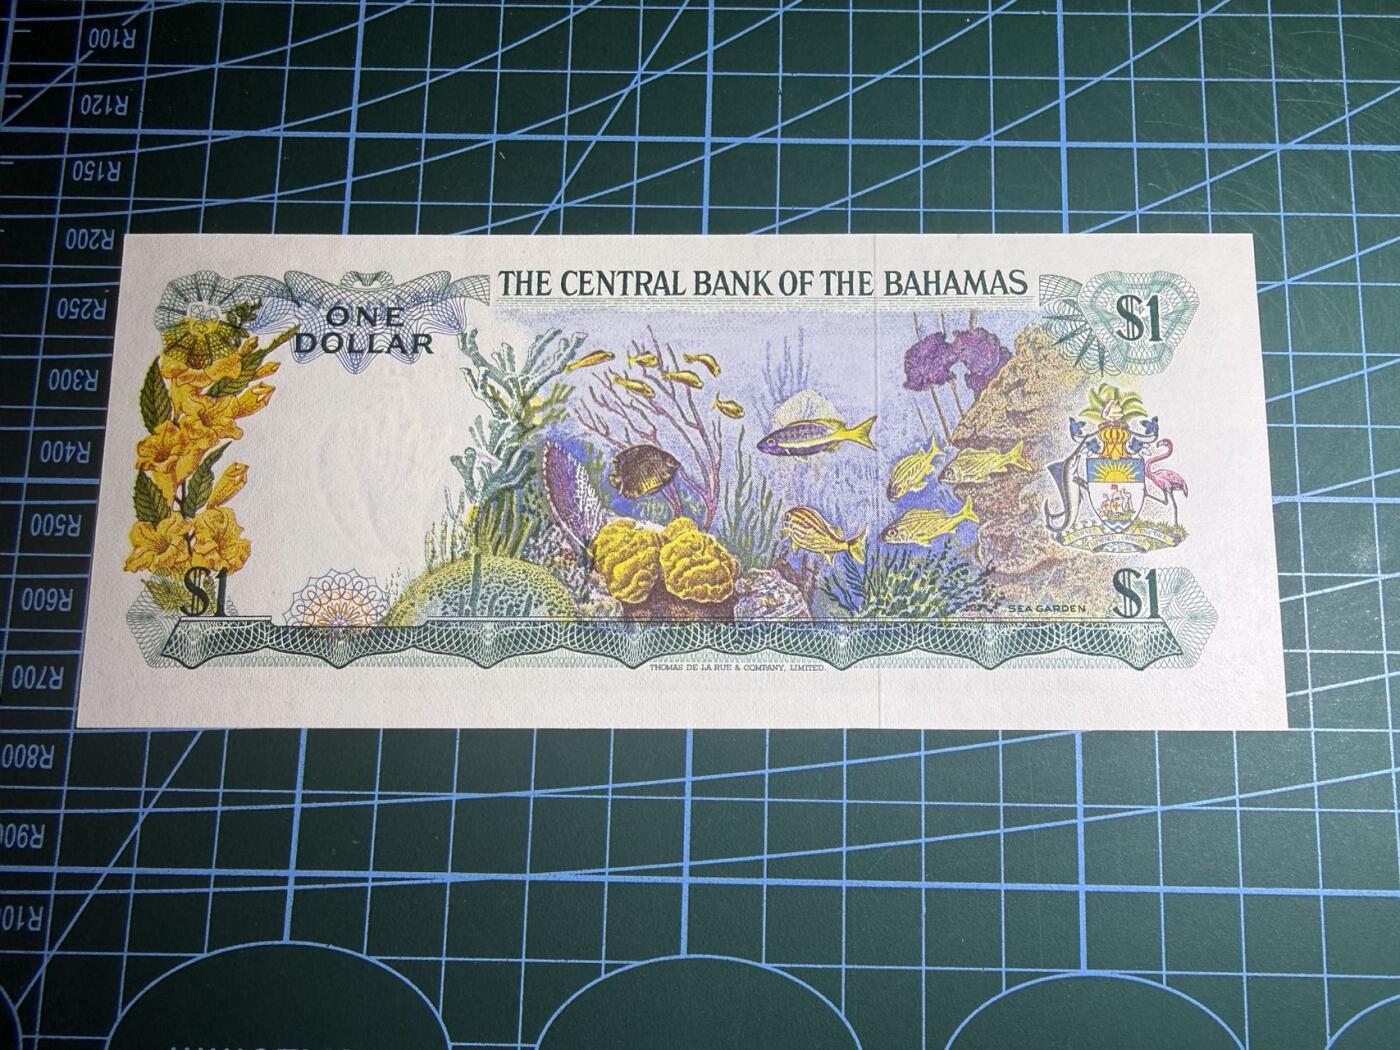 THE CENTRAL BANK OF THE BAHAMAS
ONE
DOLLAR
$1
$1
$1
SEA GARDEN
THOMAS DE LA RUE & COMPANY, LIMITED.
R100
R120
R150
R200
R250
R300
R400
R500
R600
R700
R800
R900